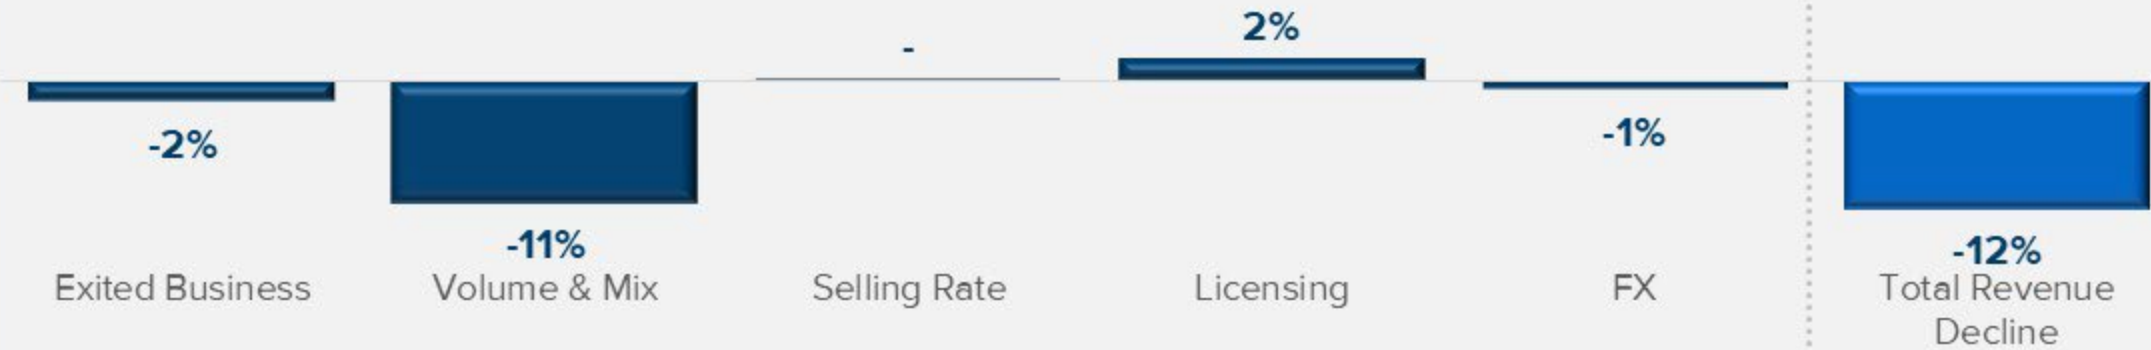 -
2%
-2%
-1%
-11%
-12%
Exited Business
Volume & Mix
Selling Rate
Licensing
FX
Total Revenue
Decline